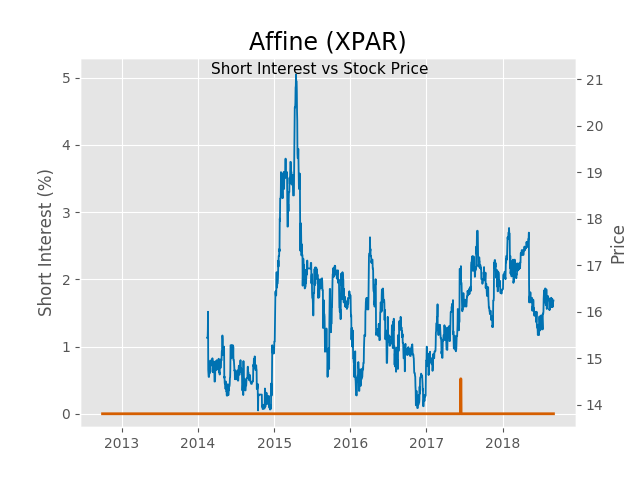 Affine (XPAR)
Short Interest vs Stock Price
Short Interest (%)
5
4
3
2
1
0
21
20
19
18
17
16
15
14
Price
2013 2014 2015 2016 2017 2018